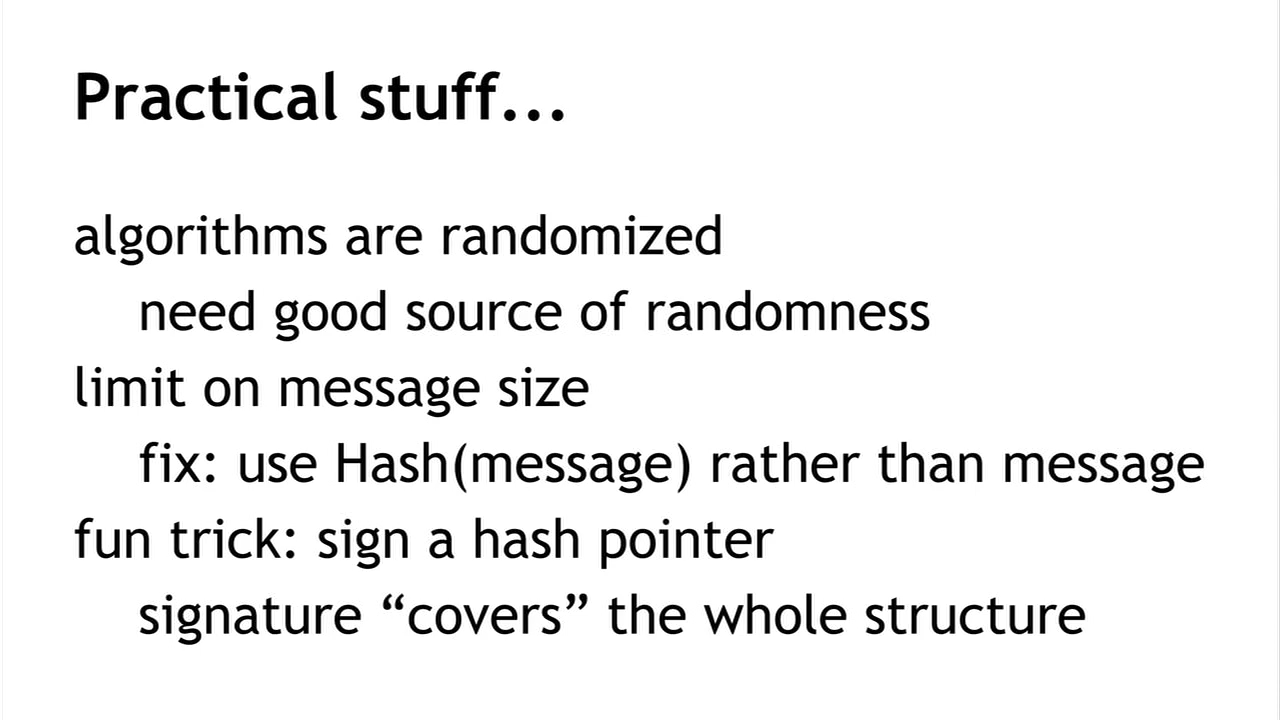 Practical stuff...
algorithms are randomized
need good source of randomness
limit on message size
fix: use Hash(message) rather than message
fun trick: sign a hash pointer
signature “covers” the whole structure